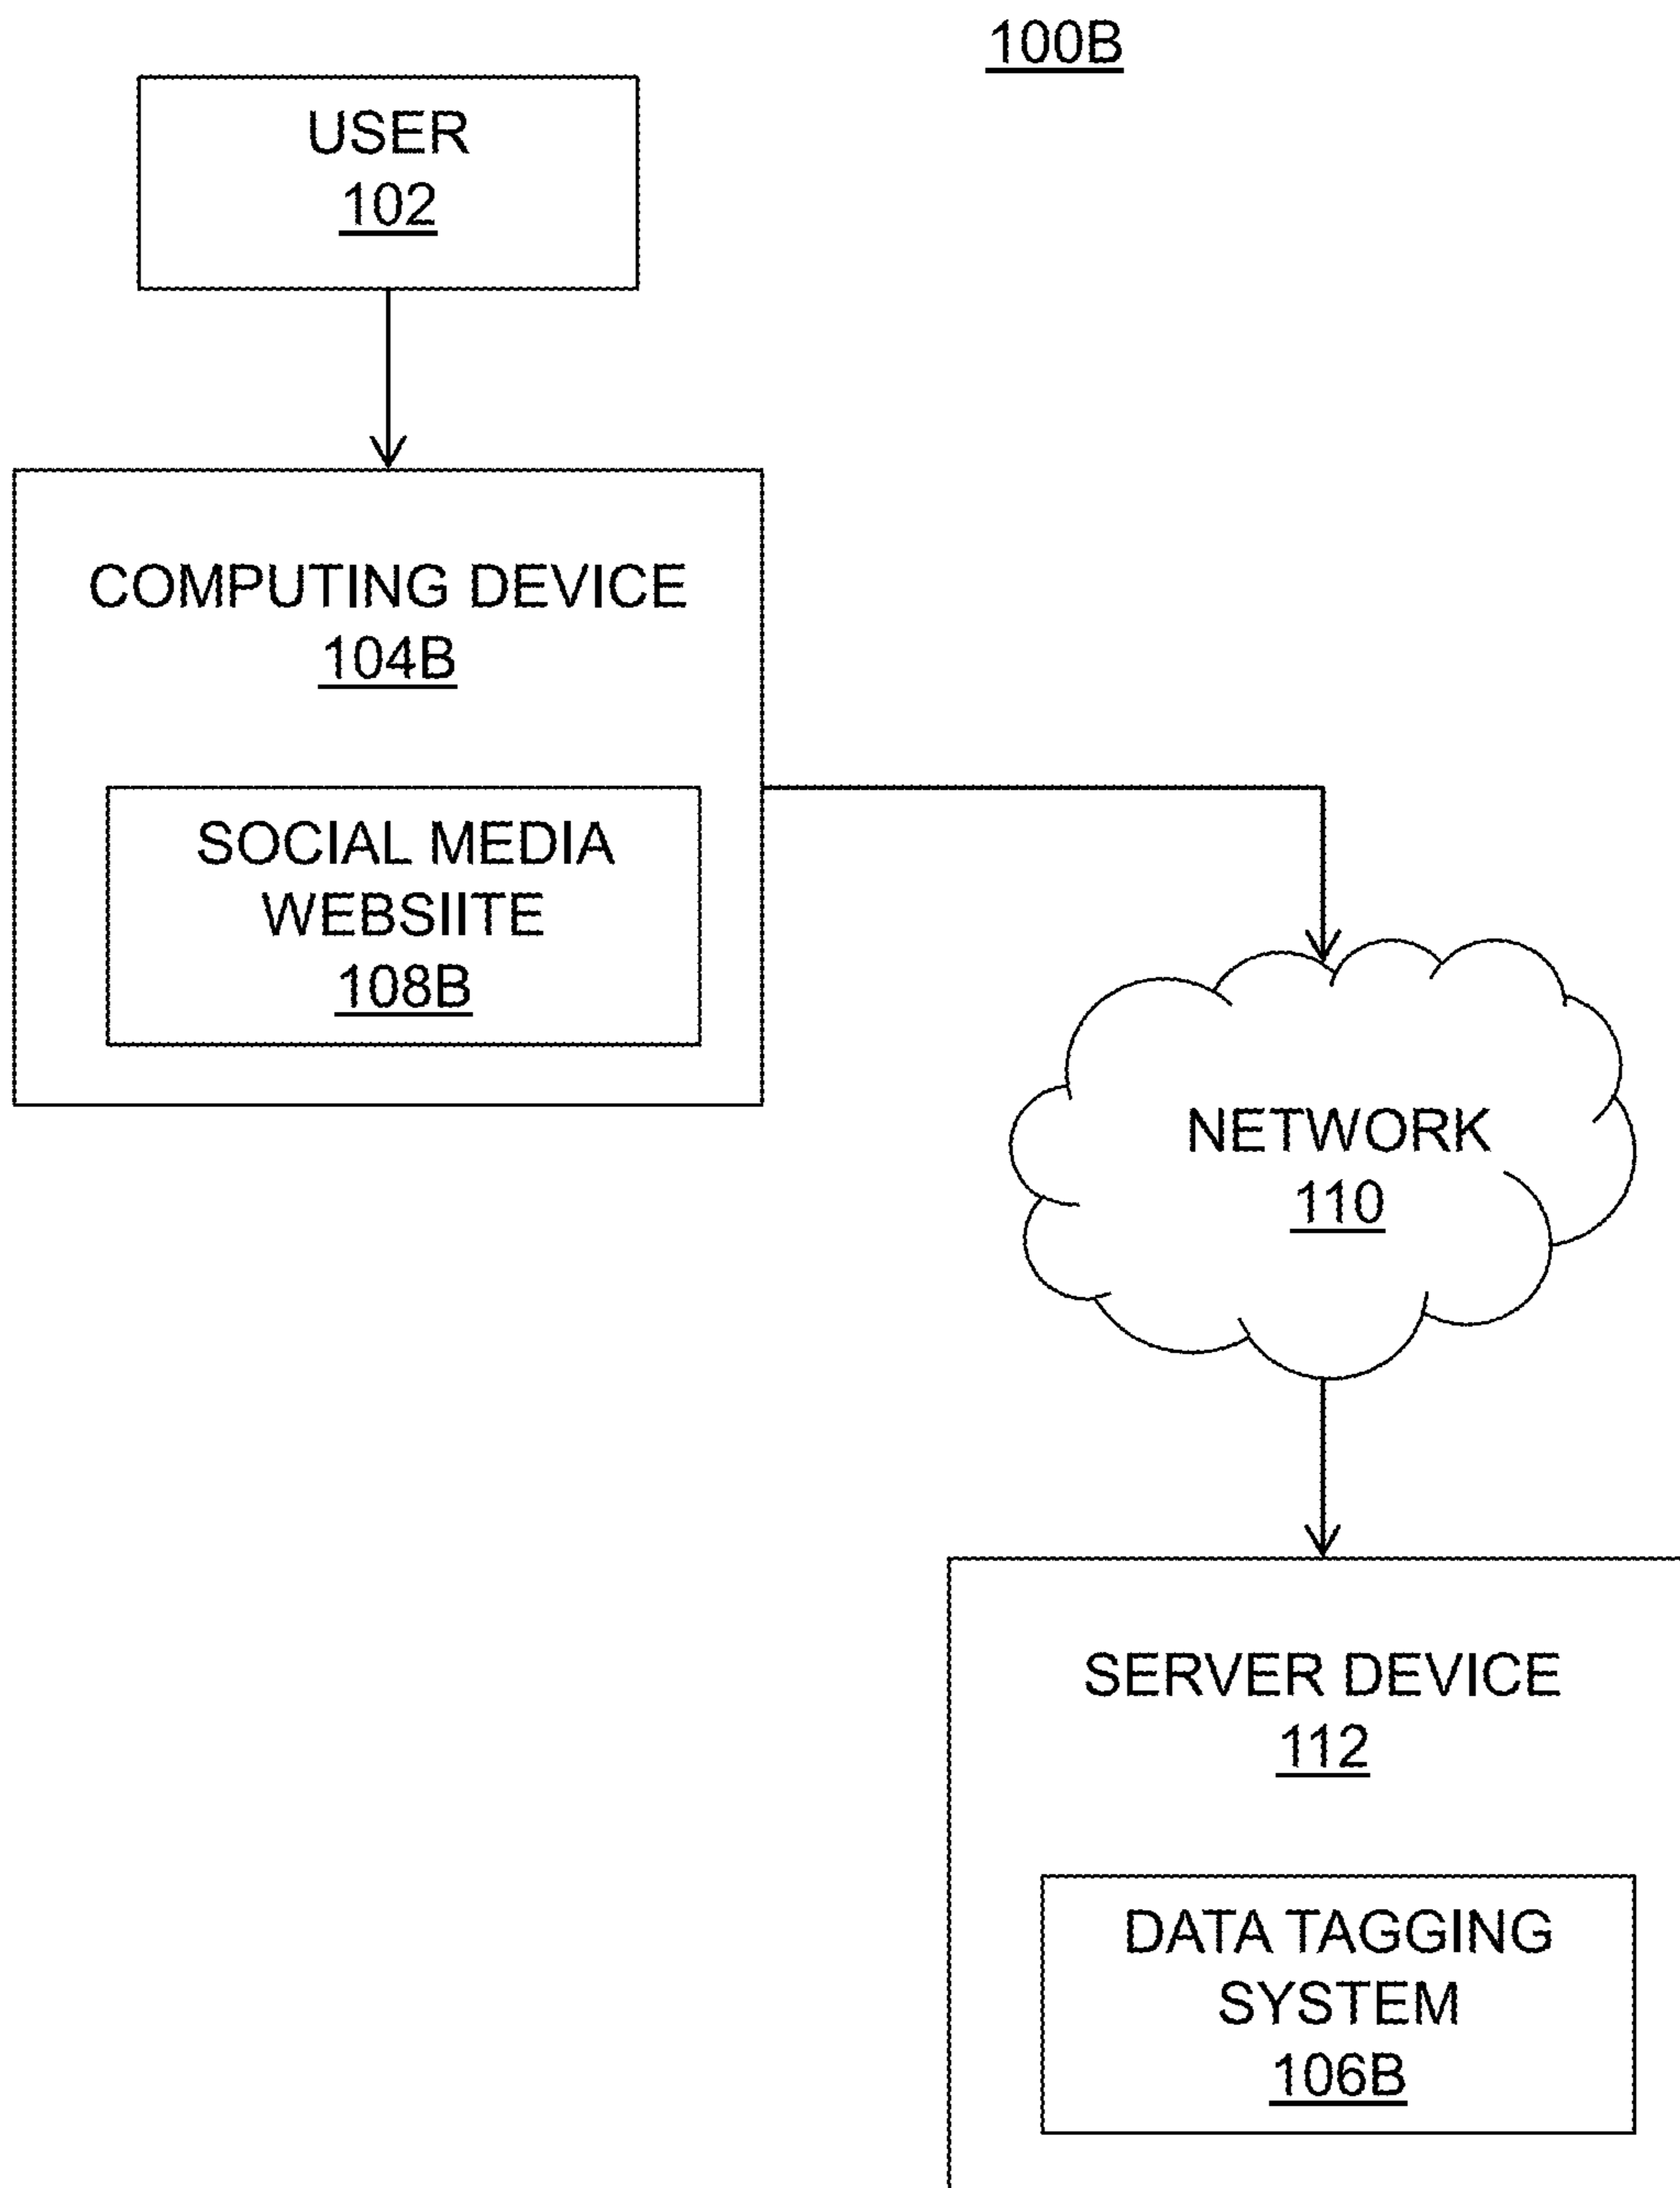 100B
USER
102
COMPUTING DEVICE
104B
SOCIAL MEDIA
WEBSIITE
108B
NETWORK
110
SERVER DEVICE
112
DATA TAGGING
SYSTEM
106B